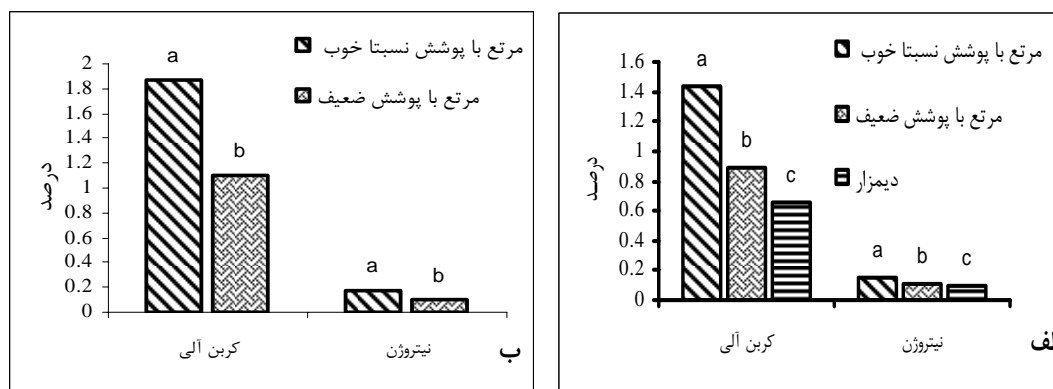 مرتع با پوشش نسبتا خوب
مرتع با پوشش ضعیف
دیمزار
1.6
1.4
1.2
1
0.8
0.6
0.4
0.2
0
درصد
a
b
c
a
b
c
کربن آلی
نیتروژن
لف
مرتع با پوشش نسبتا خوب
مرتع با پوشش ضعیف
2
1.8
1.6
1.4
1.2
1
0.8
0.6
0.4
0.2
0
درصد
a
b
a
b
کربن آلی
نیتروژن
ب